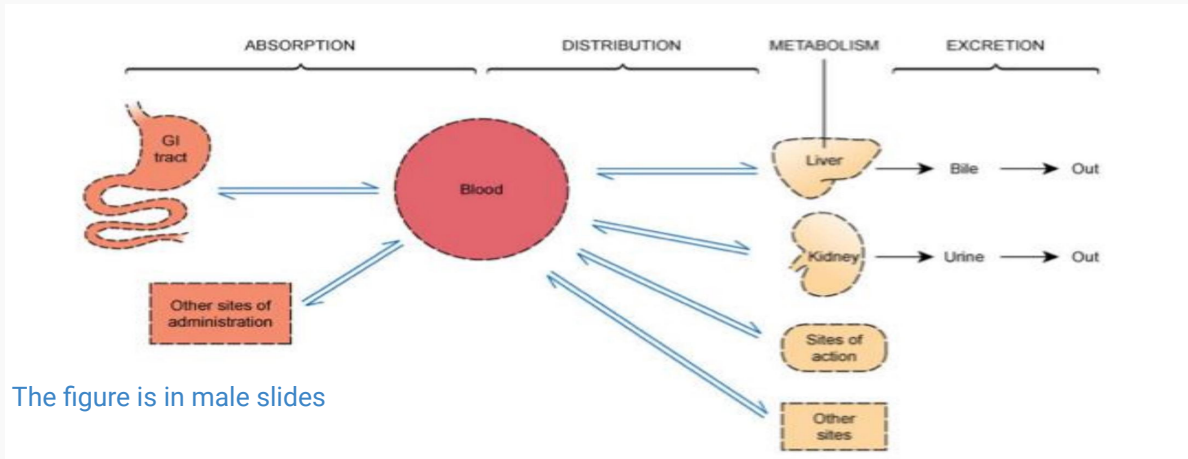 ABSORPTION
DISTRIBUTION
METABOLISM
EXCRETION
GI
tract
Blood
Liver
Bile
Out
Kidney
Urine
Out
Other sites of
administration
Sites of
action
Other
sites
The figure is in male slides